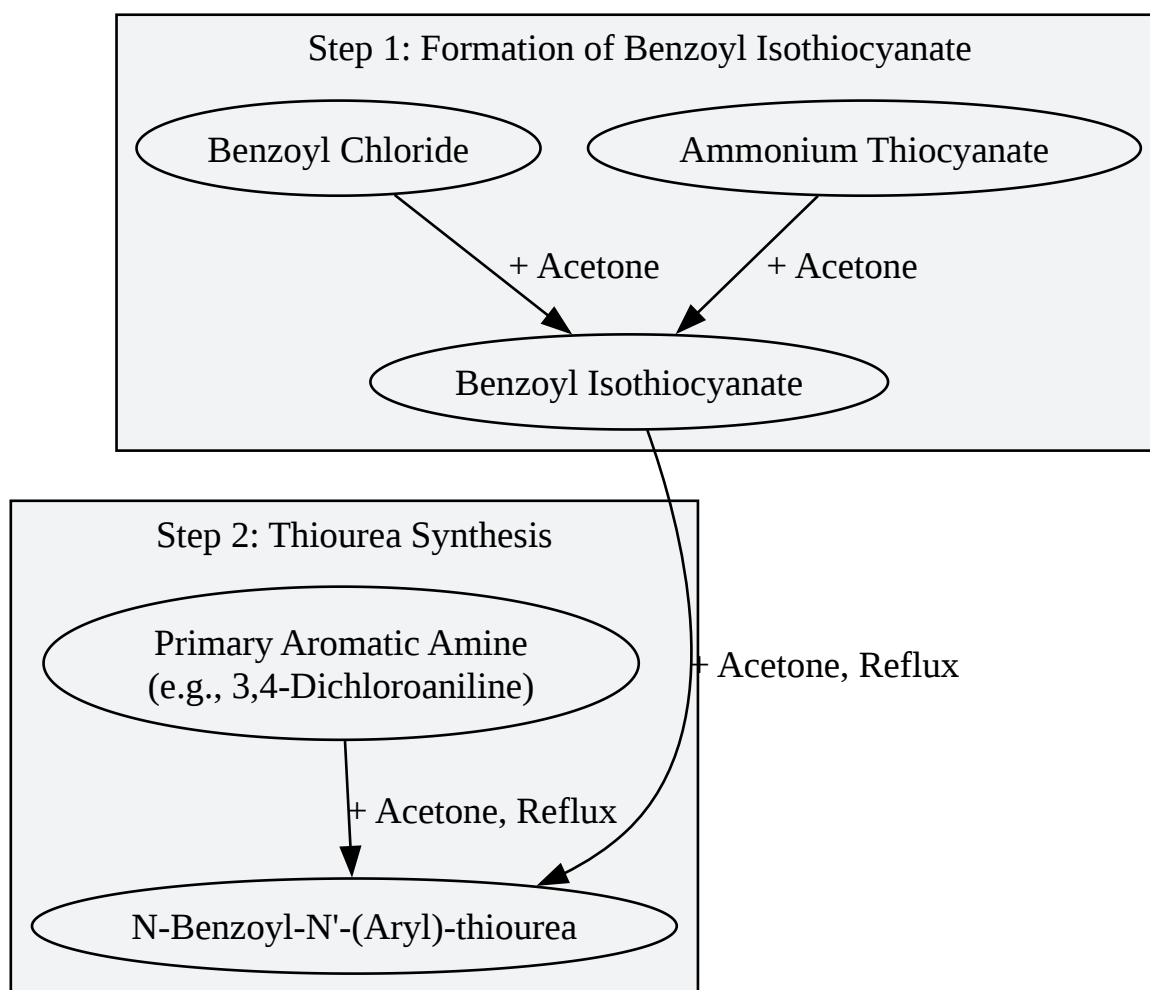 Step 1: Formation of Benzoyl Isothiocyanate
Benzoyl Chloride
Ammonium Thiocyanate
+ Acetone
+ Acetone
Benzoyl Isothiocyanate
Step 2: Thiourea Synthesis
Primary Aromatic Amine
(e.g., 3,4-Dichloroaniline)
+ Acetone, Reflux
+ Acetone, Reflux
N-Benzoyl-N'-(Aryl)-thiourea